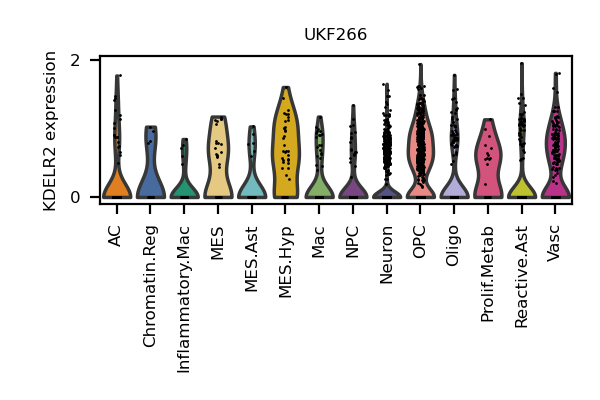 UKF266
KDELR2 expression
2
0
AC
Chromatin.Reg
Inflammatory.Mac
MES
MES.Ast
MES.Hyp
Mac
NPC
Neuron
OPC
Oligo
Prolif.Metab
Reactive.Ast
Vasc